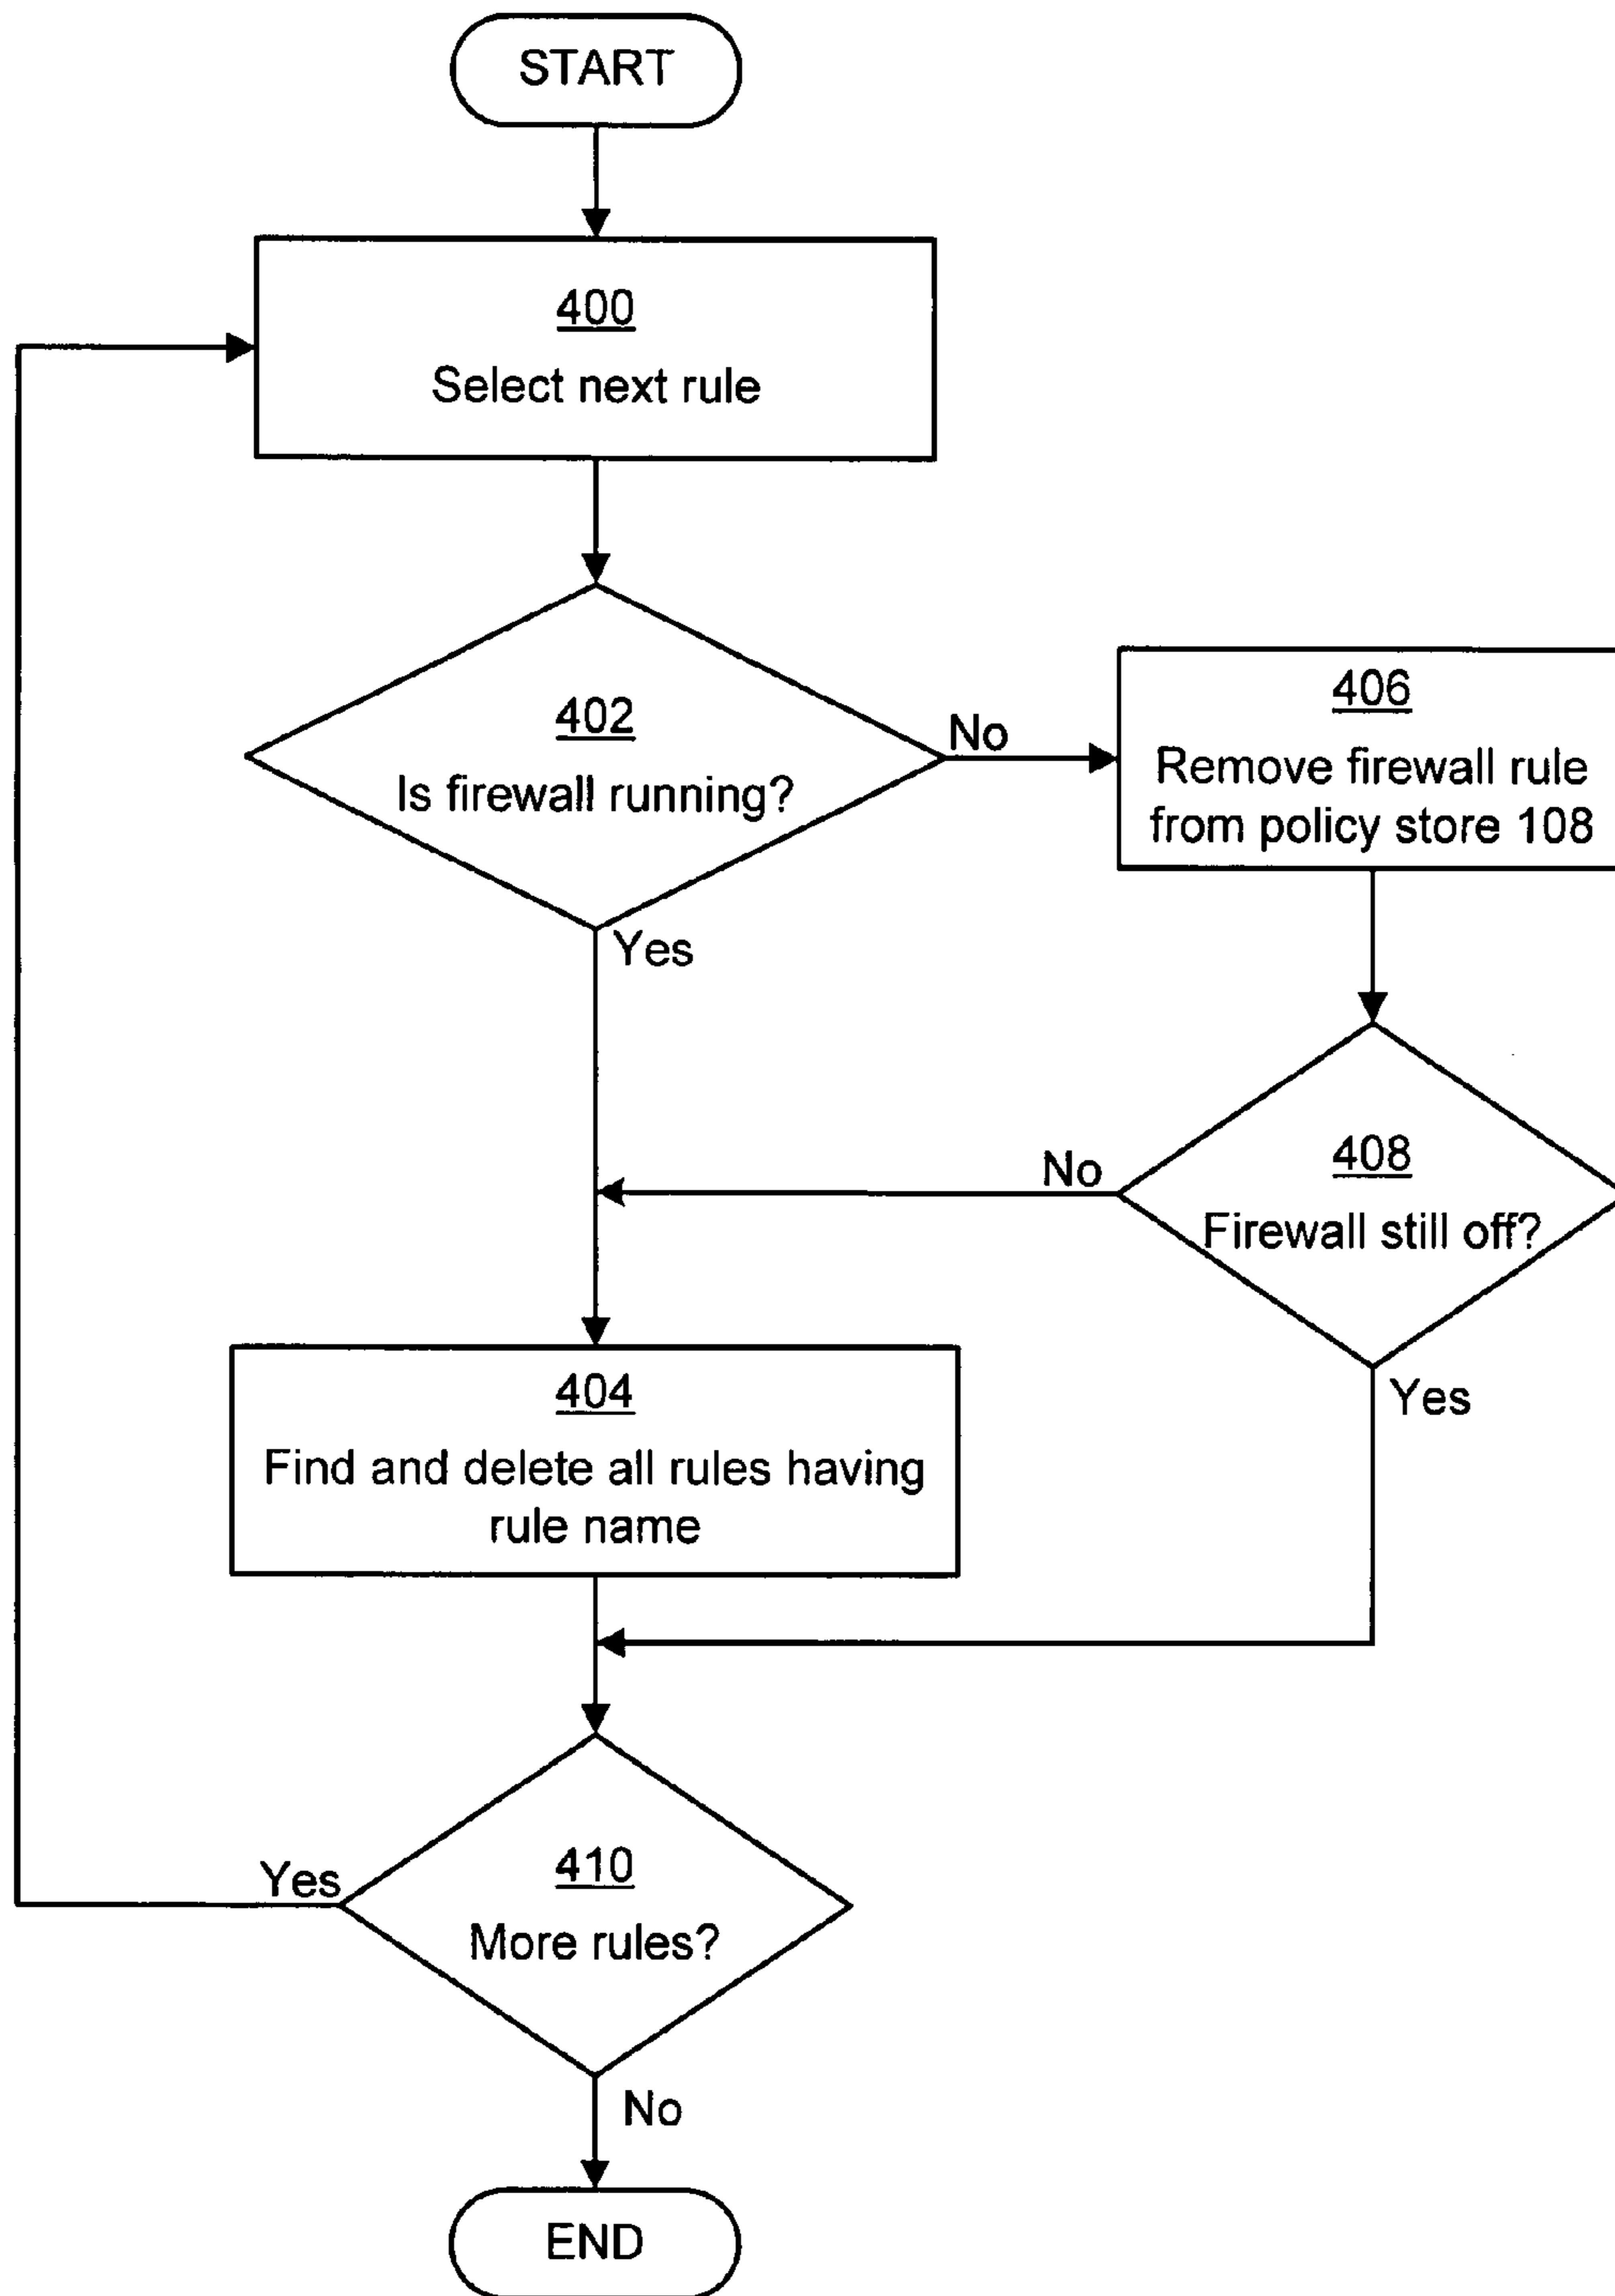 START
400
Select next rule
402
Is firewall running?
No
406
Remove firewall rule
from policy store 108
Yes
408
Firewall still off?
No
Yes
404
Find and delete all rules having
rule name
410
More rules?
Yes
No
END